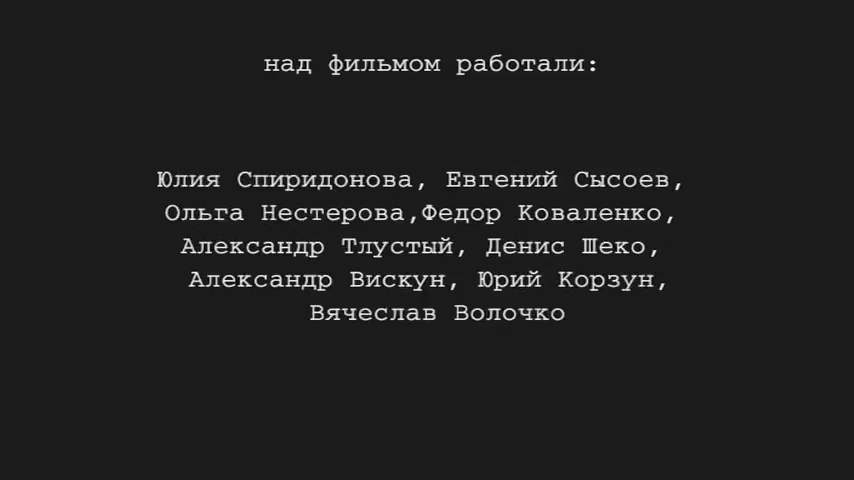 над фильмом работали:
Юлия Спиридонова, Евгений Сысоев,
Ольга Нестерова,Федор Коваленко,
Александр Тлустый, Денис Шеко,
Александр Вискун, Юрий Корзун,
Вячеслав Волочко